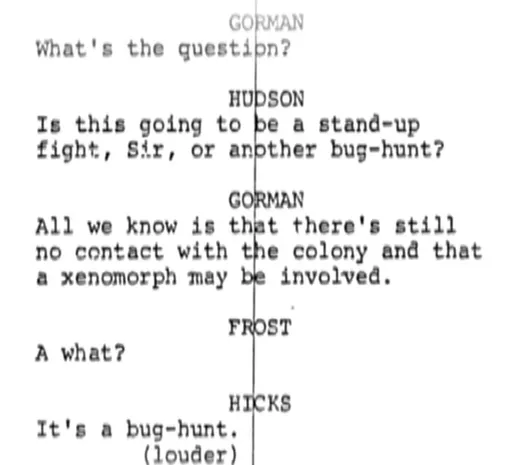 GORMAN
What's the question?
HUDSON
Is this going to be a stand-up
fight, Sir, or another bug-hunt?
GORMAN
All we know is that there's still
no contact with the colony and that
a xenomorph may be involved.
FROST
A what?
HICKS
It's a bug-hunt.
(louder)